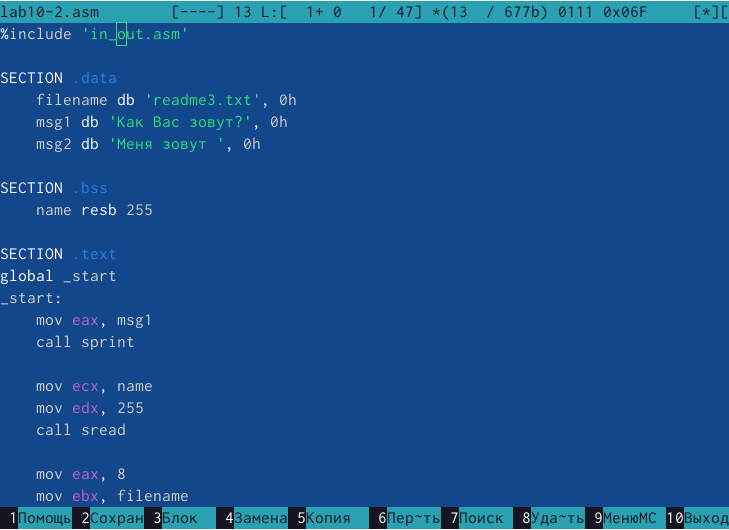 lab10-2.asm [----] 13 L:[ 1+ 0 1/ 47] *(13 / 677b) 0111 0x06F [*][
%include 'in_out.asm'
SECTION .data
filename db 'readme3.txt', 0h
msg1 db 'Как Вас зовут?', 0h
msg2 db 'Меня зовут ', 0h
SECTION .bss
name resb 255
SECTION .text
global _start
_start:
mov eax, msg1
call sprint
mov ecx, name
mov edx, 255
call sread
mov eax, 8
mov ebx, filename
1Помощь 2Сохран 3Блок 4Замена 5Копия 6Пер~ть 7Поиск 8Уда~ть 9МенюMC 10Выход